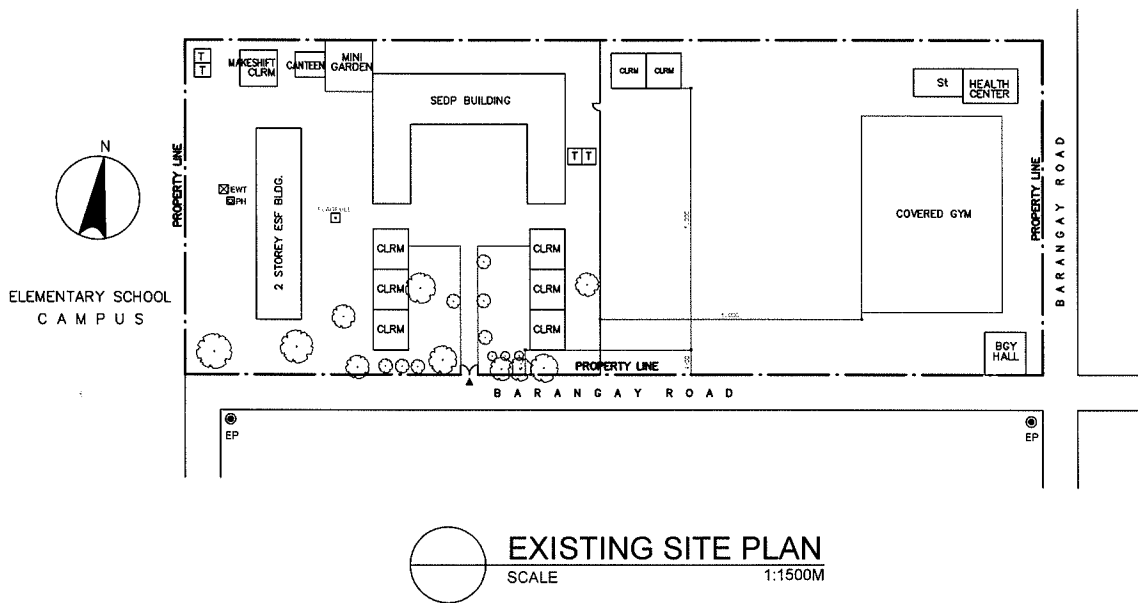 T
T
MAKESHIFT
CLRM
CANTEEN
MINI
GARDEN
SEDP BUILDING
CLRM
CLRM
St
HEALTH
CENTER
N
PROPERTY LINE
EWT
PH
2 STOREY ESF BLDG.
T T
COVERED GYM
PROPERTY LINE
BARANGAY ROAD
ELEMENTARY SCHOOL
CAMPUS
CLRM
CLRM
CLRM
CLRM
CLRM
CLRM
BGY
HALL
PROPERTY LINE
BARANGAY ROAD
EP
EP
EXISTING SITE PLAN
SCALE
1:1500M